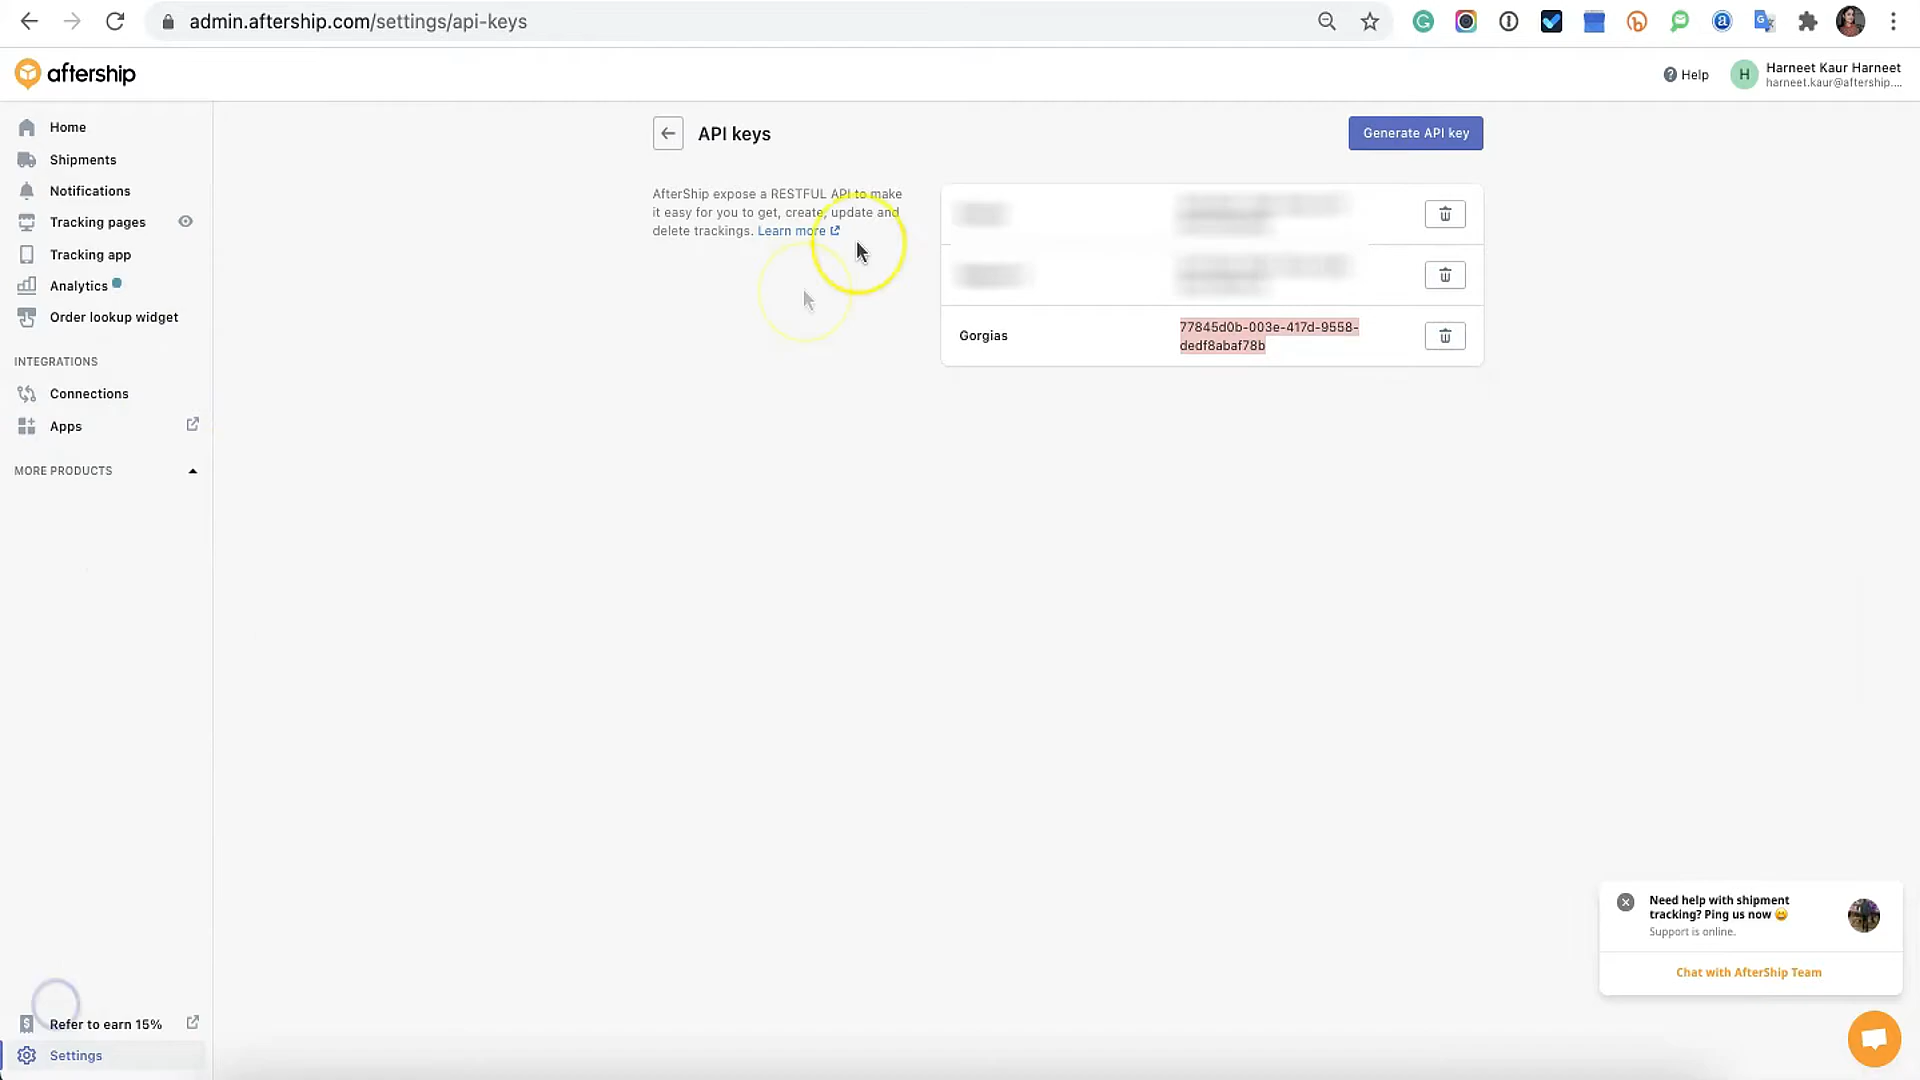 admin.aftership.com/settings/api-keys
aftership
Help
H
Harneet Kaur Harneet
harneet.kaur@aftership....
Home
Shipments
Notifications
Tracking pages
Tracking app
Analytics
Order lookup widget
INTEGRATIONS
Connections
Apps
MORE PRODUCTS
Refer to earn 15%
Settings
API keys
Generate API key
AfterShip expose a RESTFUL API to make
it easy for you to get, create, update and
delete trackings. Learn more
Gorgias
77845d0b-003e-417d-9558-
dedf8abaf78b
Need help with shipment
tracking? Ping us now 😀
Support is online.
Chat with AfterShip Team